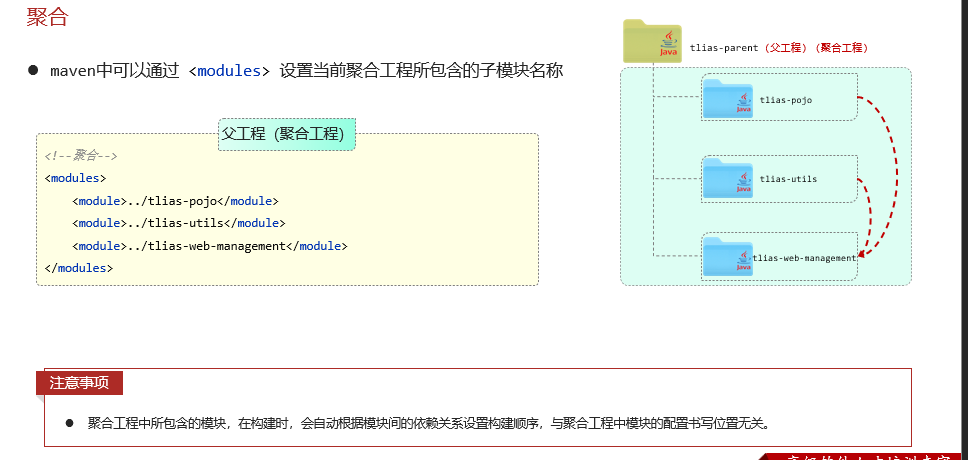 聚合
● maven中可以通过 <modules> 设置当前聚合工程所包含的子模块名称
父工程（聚合工程）
<!--聚合-->
<modules>
<module>../tlias-pojo</module>
<module>../tlias-utils</module>
<module>../tlias-web-management</module>
</modules>
tlias-parent（父工程）（聚合工程）
Java
tlias-pojo
Java
tlias-utils
Java
tlias-web-management
Java
注意事项
● 聚合工程中所包含的模块，在构建时，会自动根据模块间的依赖关系设置构建顺序，与聚合工程中模块的配置书写位置无关。